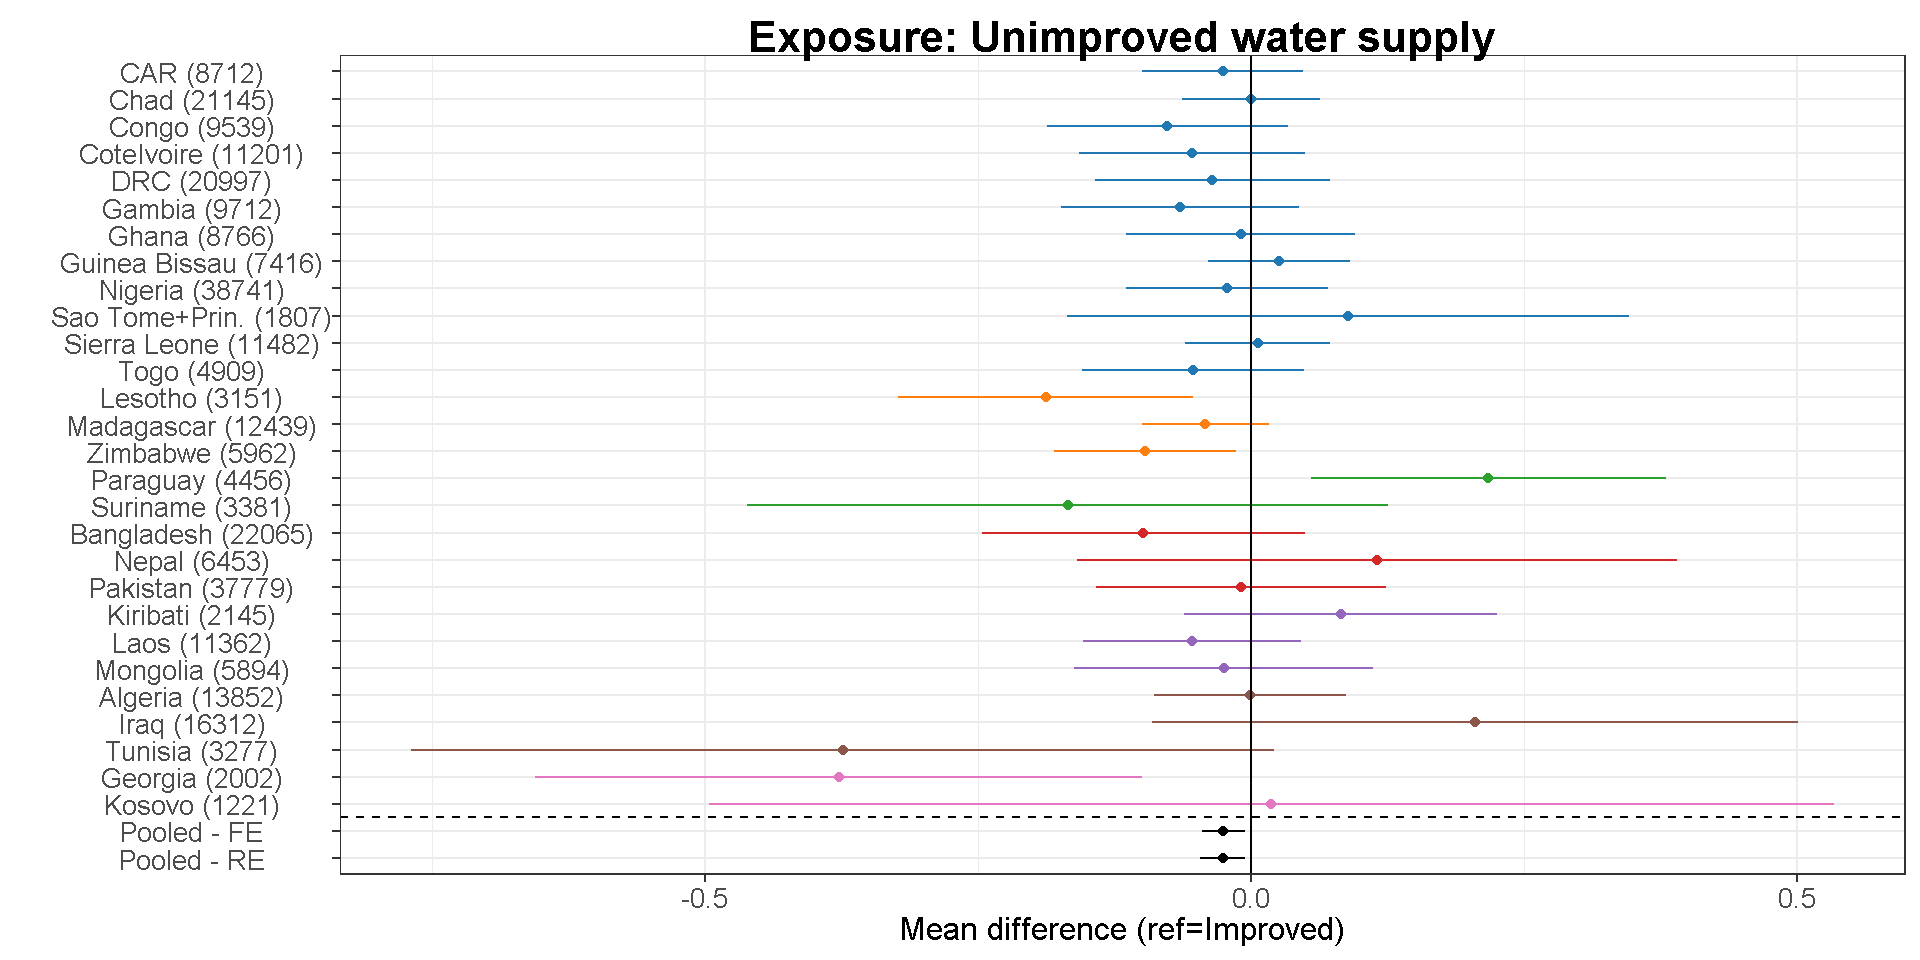 Exposure: Unimproved water supply
CAR (8712)
Chad (21145)
Congo (9539)
CoteIvoire (11201)
DRC (20997)
Gambia (9712)
Ghana (8766)
Guinea Bissau (7416)
Nigeria (38741)
Sao Tome+Prin. (1807)
Sierra Leone (11482)
Togo (4909)
Lesotho (3151)
Madagascar (12439)
Zimbabwe (5962)
Paraguay (4456)
Suriname (3381)
Bangladesh (22065)
Nepal (6453)
Pakistan (37779)
Kiribati (2145)
Laos (11362)
Mongolia (5894)
Algeria (13852)
Iraq (16312)
Tunisia (3277)
Georgia (2002)
Kosovo (1221)
Pooled - FE
Pooled - RE
-0.5 0.0 0.5
Mean difference (ref=Improved)